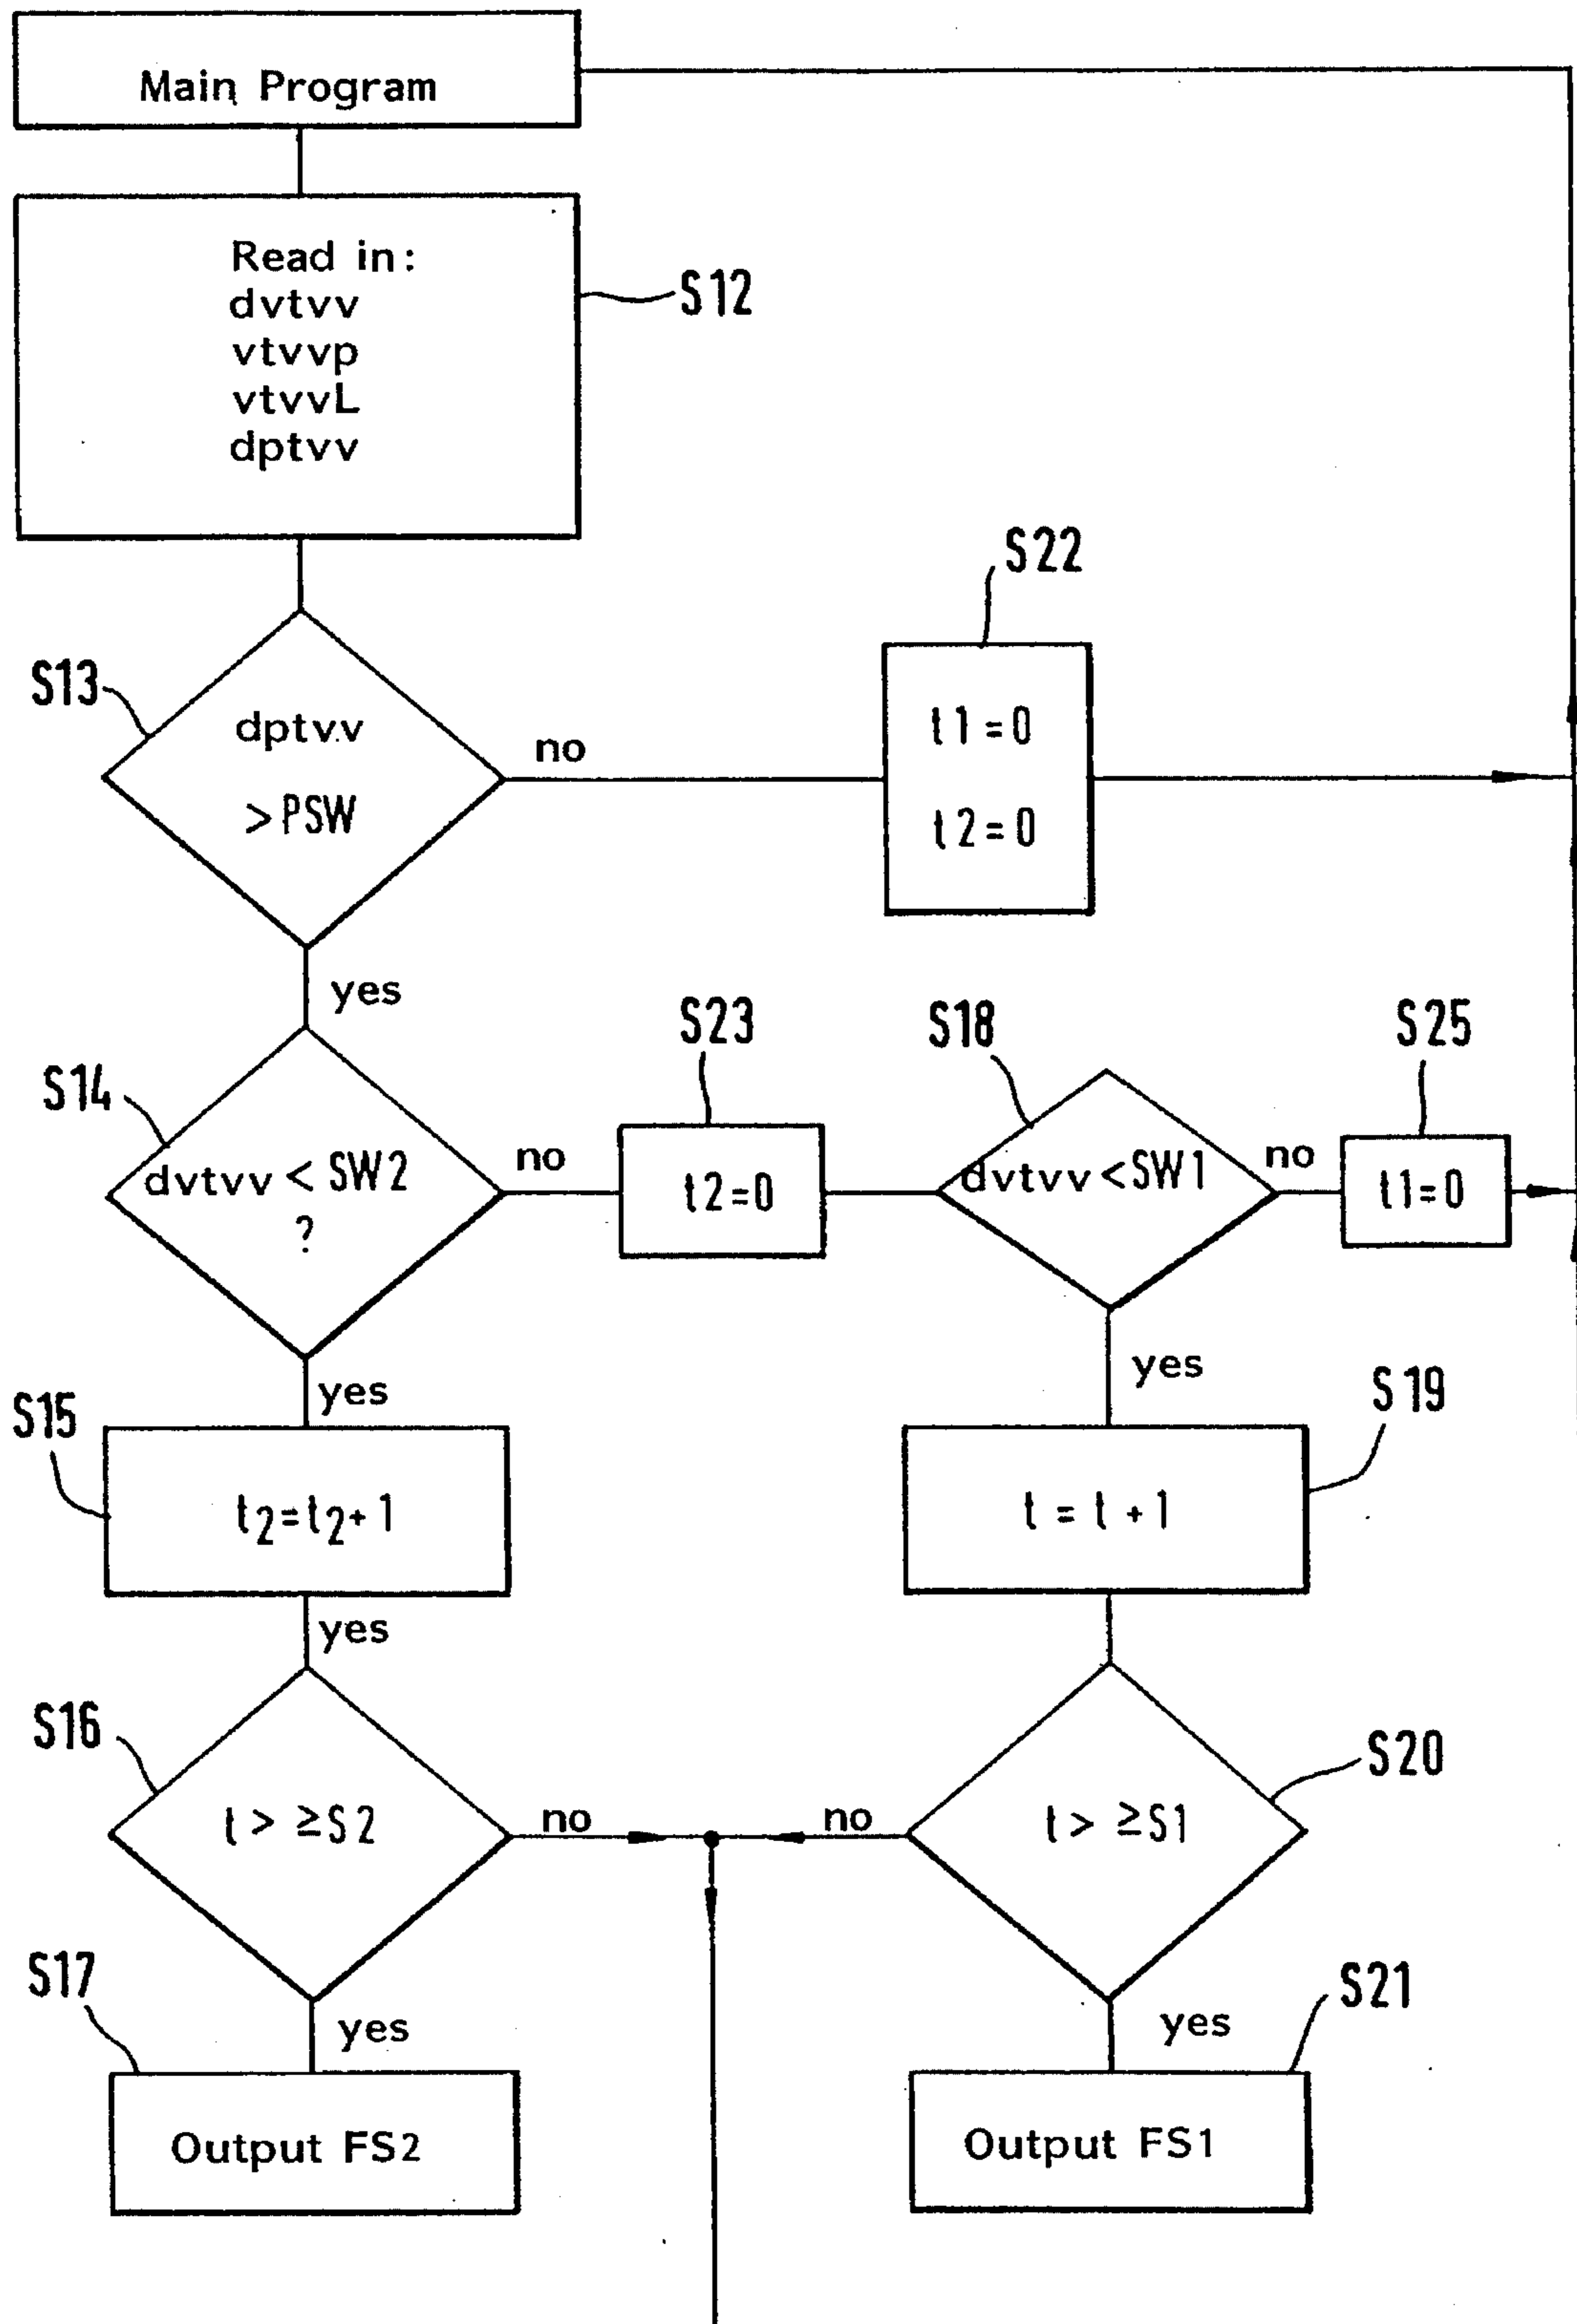 Main Program
Read in:
dvtvv
vtvvp
vtvvL
dptvv
S12
S13
dptvv
>PSW
no
S22
t1=0
t2=0
yes
S14
dvtvv < SW2
?
no
S23
t2=0
S18
dvtvv <SW1
no
S25
t1=0
yes
S15
t2=t2+1
yes
S19
t = t +1
yes
S16
t> ≥S2
no
S20
t> ≥S1
no
S17
yes
Output FS2
S21
yes
Output FS1